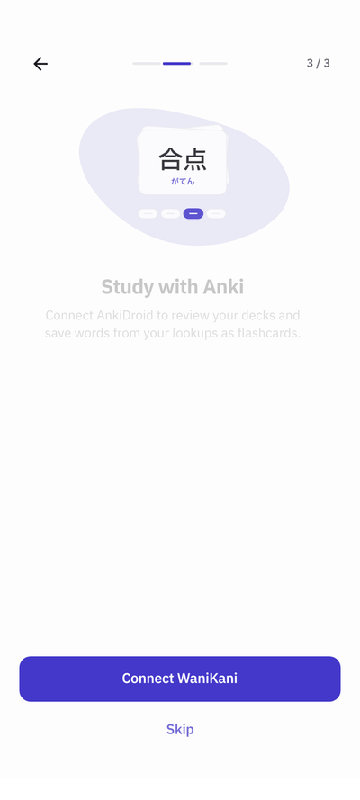 3 / 3
合点
がてん
Study with Anki
Connect AnkiDroid to review your decks and
save words from your lookups as flashcards.
Connect WaniKani
Skip